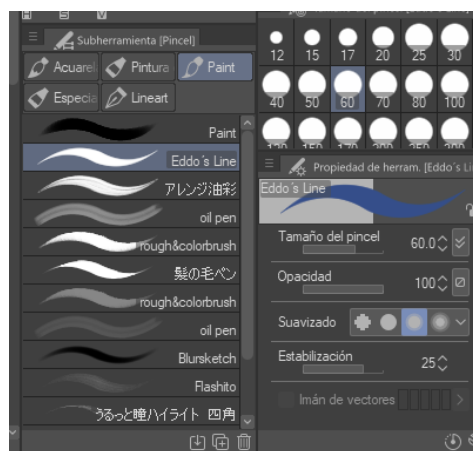 H S V
Subherramienta [Pincel]
Acuarel Pintura Paint
Especia Lineart
Paint
Eddo´s Line
アレンジ油彩
oil pen
rough&colorbrush
髪の毛ペン
rough&colorbrush
oil pen
Blursketch
Flashito
うるっと瞳ハイライト 四角
12 15 17 20 25 30
40 50 60 70 80 100
Propiedad de herram. [Eddo´s Li
Eddo´s Line
Tamaño del pincel 60.0
Opacidad 100
Suavizado
Estabilización 25
Imán de vectores